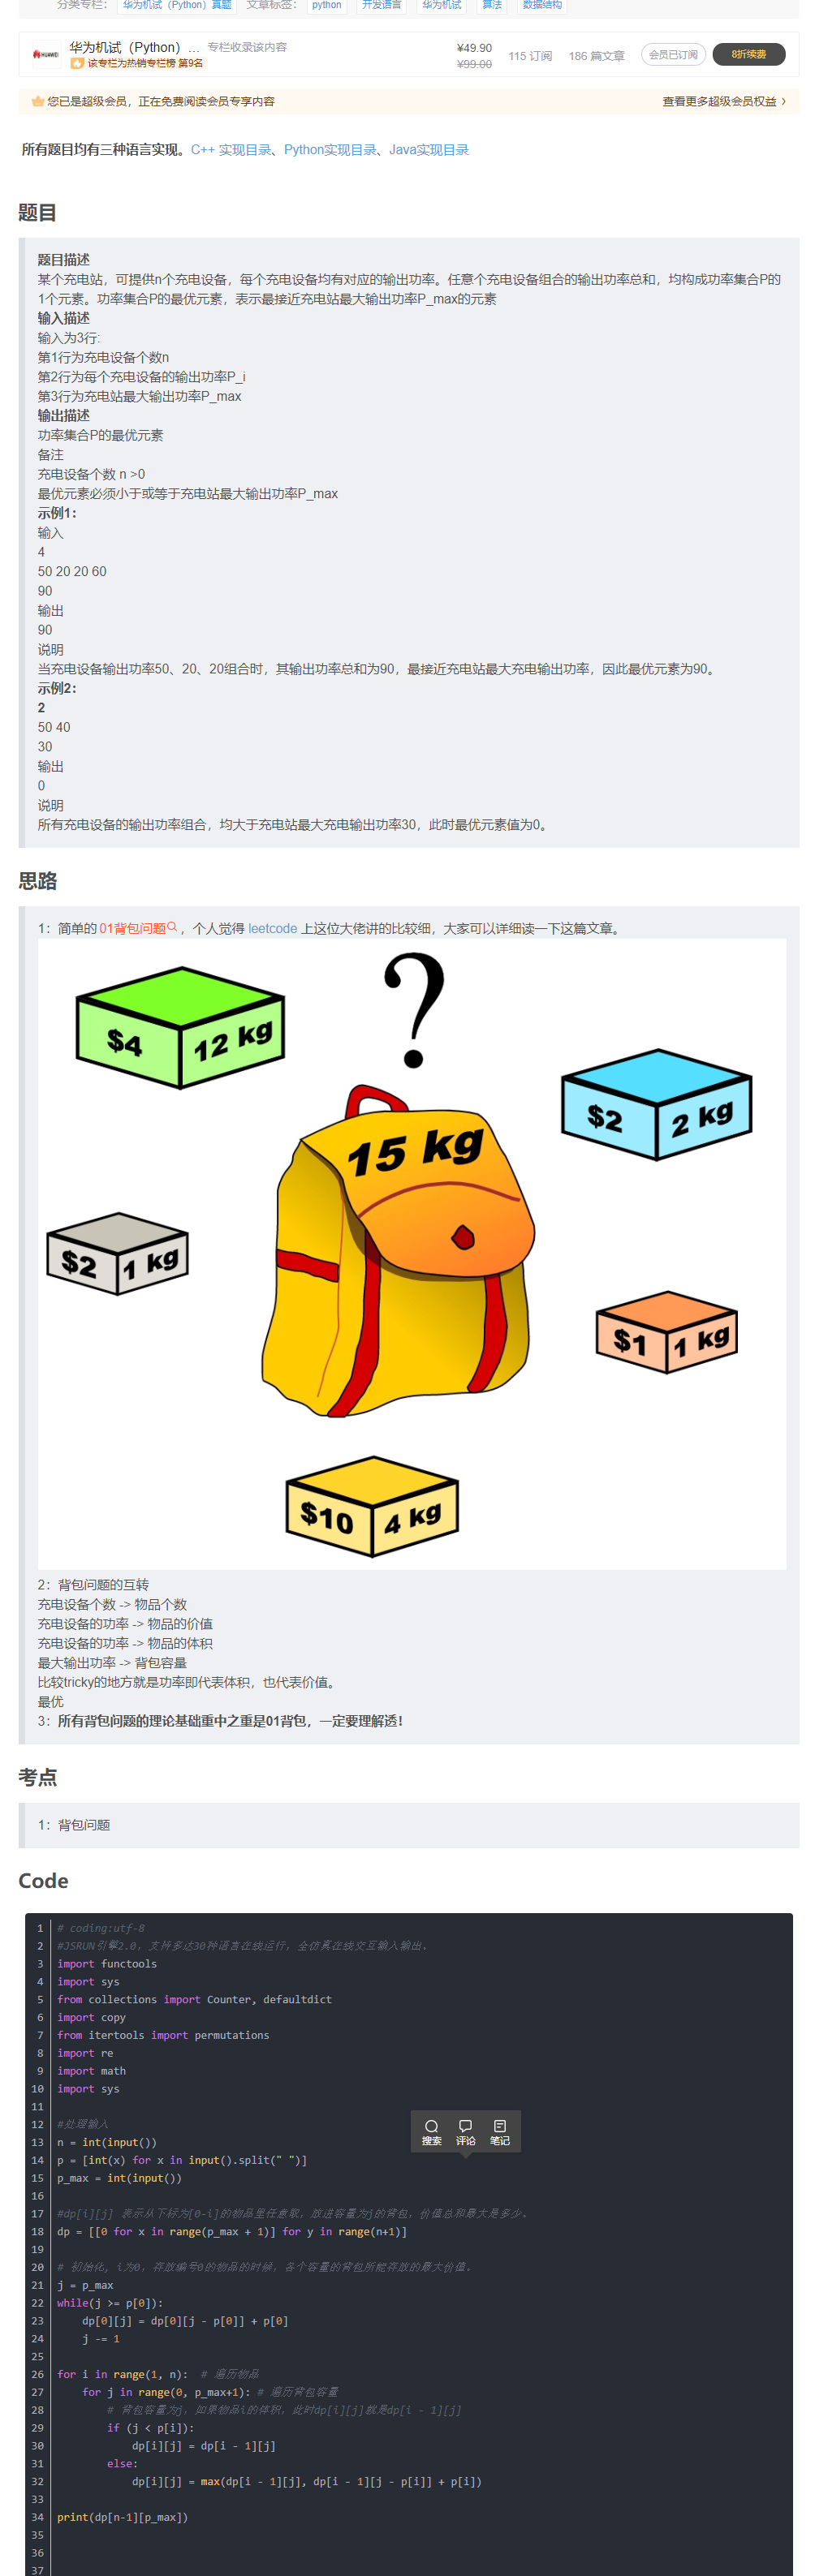 分类专栏： 华为机试（Python）真题 文章标签： python 开发语言 华为机试 算法 数据结构
HUAWEI 华为机试（Python）... 专栏收录该内容 ¥49.90 115 订阅 186 篇文章 会员已订阅 8折续费
该专栏为热销专栏榜 第9名 ¥99.00
您已是超级会员，正在免费阅读会员专享内容 查看更多超级会员权益
所有题目均有三种语言实现。C++ 实现目录、Python实现目录、Java实现目录
题目
题目描述
某个充电站，可提供n个充电设备，每个充电设备均有对应的输出功率。任意个充电设备组合的输出功率总和，均构成功率集合P的
1个元素。功率集合P的最优元素，表示最接近充电站最大输出功率P_max的元素
输入描述
输入为3行:
第1行为充电设备个数n
第2行为每个充电设备的输出功率P_i
第3行为充电站最大输出功率P_max
输出描述
功率集合P的最优元素
备注
充电设备个数 n >0
最优元素必须小于或等于充电站最大输出功率P_max
示例1：
输入
4
50 20 20 60
90
输出
90
说明
当充电设备输出功率50、20、20组合时，其输出功率总和为90，最接近充电站最大充电输出功率，因此最优元素为90。
示例2：
2
50 40
30
输出
0
说明
所有充电设备的输出功率组合，均大于充电站最大充电输出功率30，此时最优元素值为0。
思路
1：简单的 01背包问题，个人觉得 leetcode 上这位大佬讲的比较细，大家可以详细读一下这篇文章。
?
$4 12 kg
15 kg
$2 2 kg
$2 1 kg
$1 1 kg
$10 4 kg
2：背包问题的互转
充电设备个数 -> 物品个数
充电设备的功率 -> 物品的价值
充电设备的功率 -> 物品的体积
最大输出功率 -> 背包容量
比较tricky的地方就是功率即代表体积，也代表价值。
最优
3：所有背包问题的理论基础重中之重是01背包，一定要理解透！
考点
1：背包问题
Code
1 # coding:utf-8
2 #JSRUN引擎2.0，支持多达30种语言在线运行，全仿真在线交互输入输出。
3 import functools
4 import sys
5 from collections import Counter, defaultdict
6 import copy
7 from itertools import permutations
8 import re
9 import math
10 import sys
11
12 #处理输入
13 n = int(input())
14 p = [int(x) for x in input().split(" ")]
15 p_max = int(input())
搜索 评论 笔记
16
17 #dp[i][j] 表示从下标为[0-i]的物品里任意取，放进容量为j的背包，价值总和最大是多少。
18 dp = [[0 for x in range(p_max + 1)] for y in range(n+1)]
19
20 # 初始化，i为0，存放编号0的物品的时候，各个容量的背包所能存放的最大价值。
21 j = p_max
22 while(j >= p[0]):
23 dp[0][j] = dp[0][j - p[0]] + p[0]
24 j -= 1
25
26 for i in range(1, n): # 遍历物品
27 for j in range(0, p_max+1): # 遍历背包容量
28 # 背包容量为j，如果物品i的体积，此时dp[i][j]就是dp[i - 1][j]
29 if (j < p[i]):
30 dp[i][j] = dp[i - 1][j]
31 else:
32 dp[i][j] = max(dp[i - 1][j], dp[i - 1][j - p[i]] + p[i])
33
34 print(dp[n-1][p_max])
35
36
37